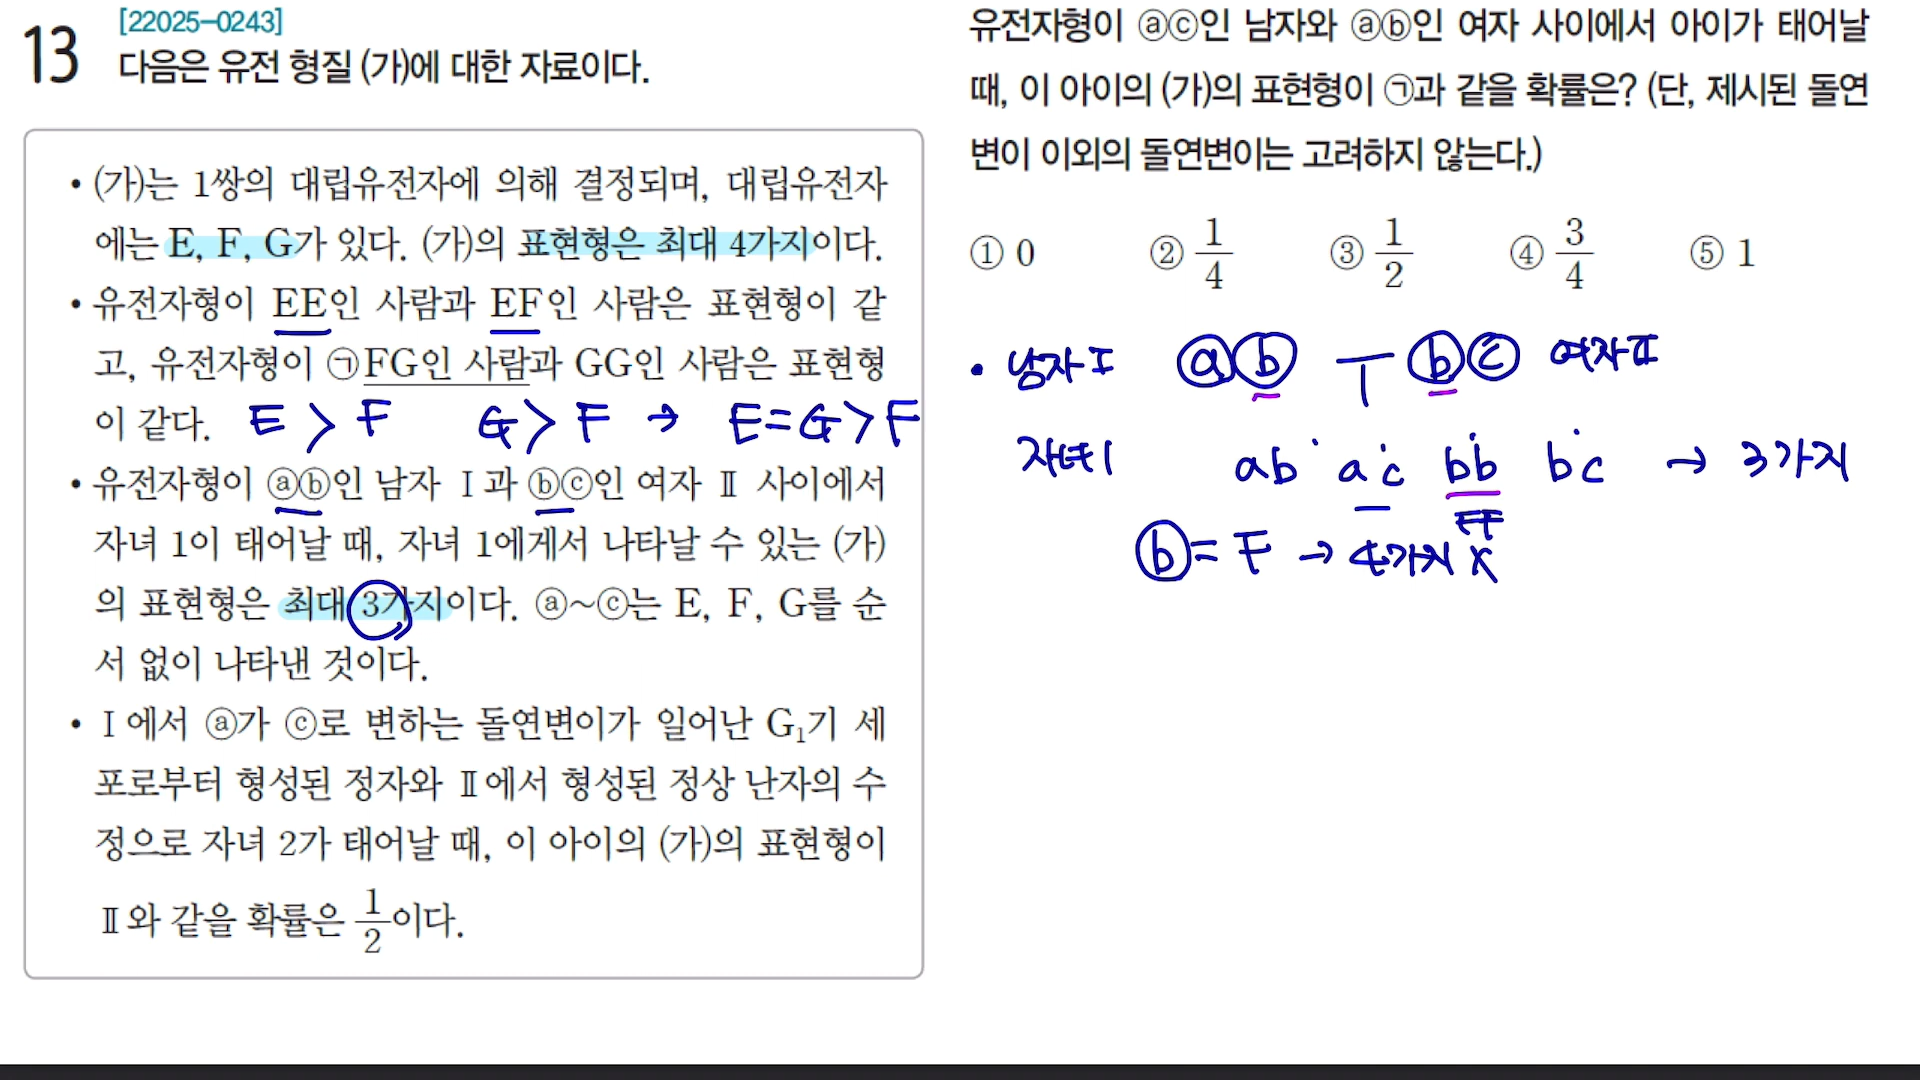 13
[22025-0243]
다음은 유전 형질 (가)에 대한 자료이다.
• (가)는 1쌍의 대립유전자에 의해 결정되며, 대립유전자
에는 E, F, G가 있다. (가)의 표현형은 최대 4가지이다.
• 유전자형이 EE인 사람과 EF인 사람은 표현형이 같
고, 유전자형이 ㉠FG인 사람과 GG인 사람은 표현형
이 같다. E > F G > F → E = G > F
• 유전자형이 ⓐⓑ인 남자 Ⅰ과 ⓑⓒ인 여자 Ⅱ 사이에서
자녀 1이 태어날 때, 자녀 1에게서 나타날 수 있는 (가)
의 표현형은 최대 3가지이다. ⓐ~ⓒ는 E, F, G를 순
서 없이 나타낸 것이다.
• Ⅰ에서 ⓐ가 ⓒ로 변하는 돌연변이가 일어난 G₁기 세
포로부터 형성된 정자와 Ⅱ에서 형성된 정상 난자의 수
정으로 자녀 2가 태어날 때, 이 아이의 (가)의 표현형이
Ⅱ와 같을 확률은 1/2이다.
유전자형이 ⓐⓒ인 남자와 ⓐⓑ인 여자 사이에서 아이가 태어날
때, 이 아이의 (가)의 표현형이 ㉠과 같을 확률은? (단, 제시된 돌연
변이 이외의 돌연변이는 고려하지 않는다.)
① 0 ② 1/4 ③ 1/2 ④ 3/4 ⑤ 1
• 남자 Ⅰ ⓐⓑ ㅜ ⓑⓒ 여자 Ⅱ
자녀 1 ab ac bb bc → 3가지
FF
ⓑ = F → 4가지 X